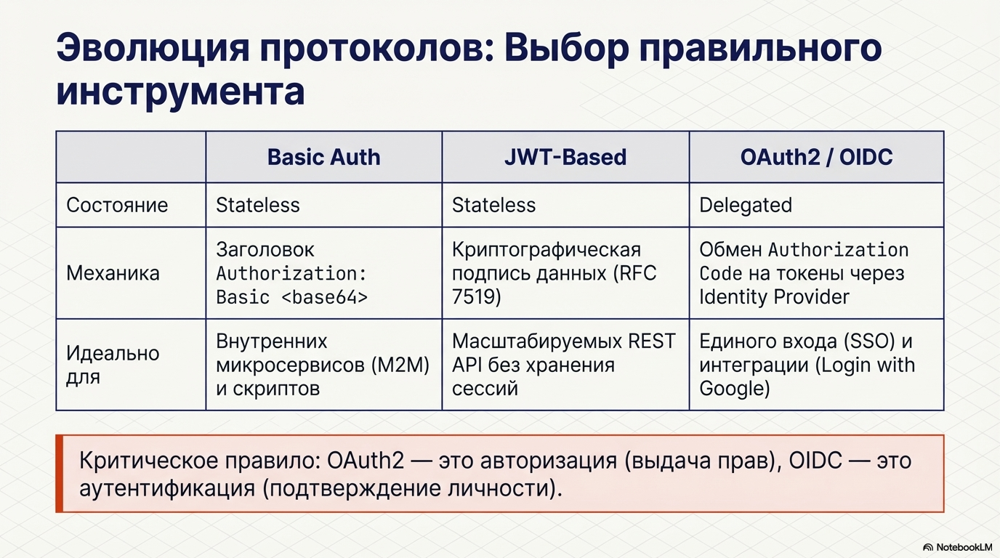 Эволюция протоколов: Выбор правильного
инструмента
Basic Auth
JWT-Based
OAuth2 / OIDC
Состояние
Stateless
Stateless
Delegated
Механика
Заголовок
Authorization:
Basic <base64>
Криптографическая
подпись данных (RFC
7519)
Обмен Authorization
Code на токены через
Identity Provider
Идеально
для
Внутренних
микросервисов (M2M)
и скриптов
Масштабируемых REST
API без хранения
сессий
Единого входа (SSO) и
интеграции (Login with
Google)
Критическое правило: OAuth2 — это авторизация (выдача прав), OIDC — это
аутентификация (подтверждение личности).
NotebookLM